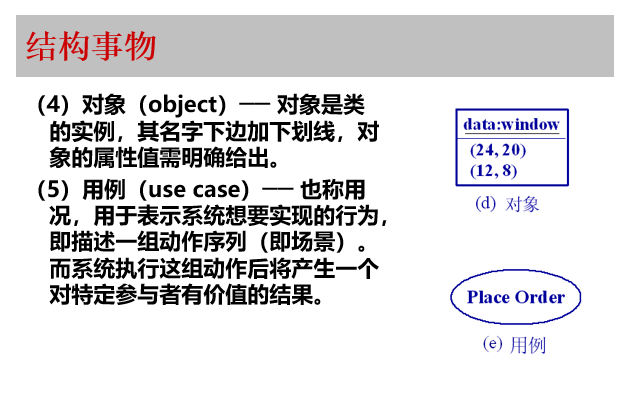 结构事物
（4）对象（object）── 对象是类
的实例，其名字下边加下划线，对
象的属性值需明确给出。
（5）用例（use case）── 也称用
况，用于表示系统想要实现的行为，
即描述一组动作序列（即场景）。
而系统执行这组动作后将产生一个
对特定参与者有价值的结果。
data:window
(24, 20)
(12, 8)
(d) 对象
Place Order
(e) 用例